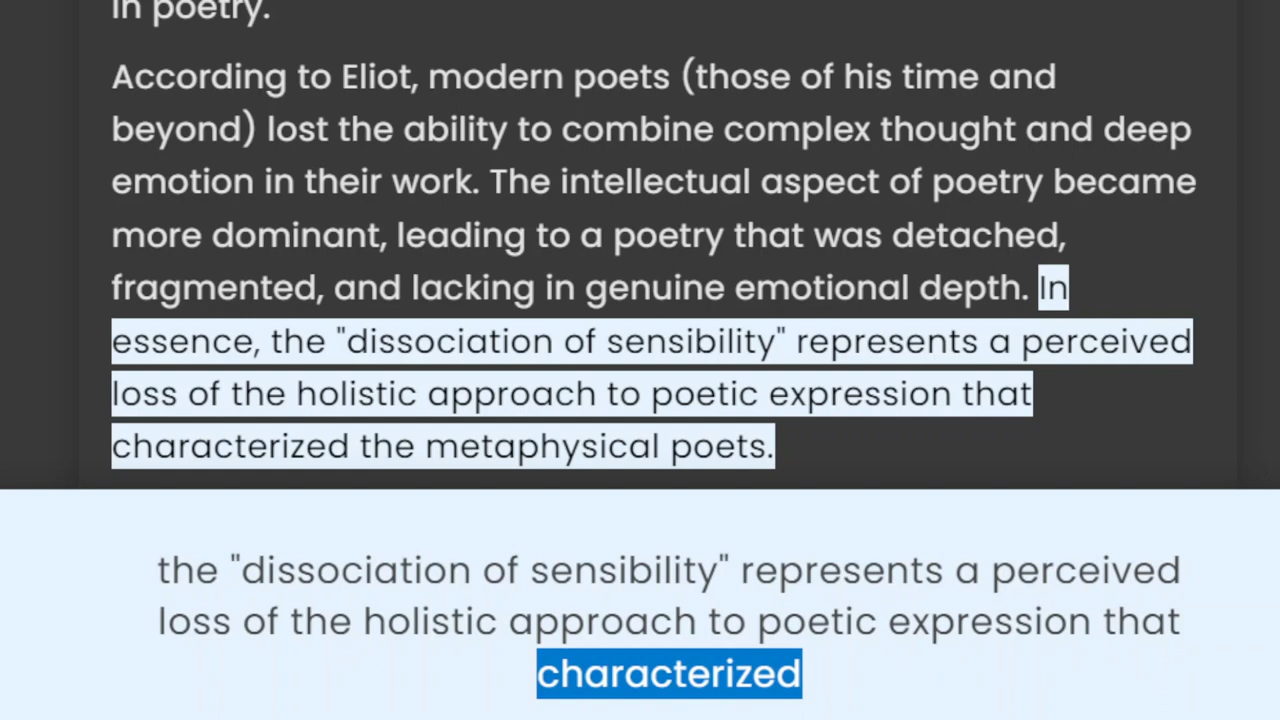 in poetry.
According to Eliot, modern poets (those of his time and
beyond) lost the ability to combine complex thought and deep
emotion in their work. The intellectual aspect of poetry became
more dominant, leading to a poetry that was detached,
fragmented, and lacking in genuine emotional depth. In
essence, the "dissociation of sensibility" represents a perceived
loss of the holistic approach to poetic expression that
characterized the metaphysical poets.
the "dissociation of sensibility" represents a perceived
loss of the holistic approach to poetic expression that
characterized